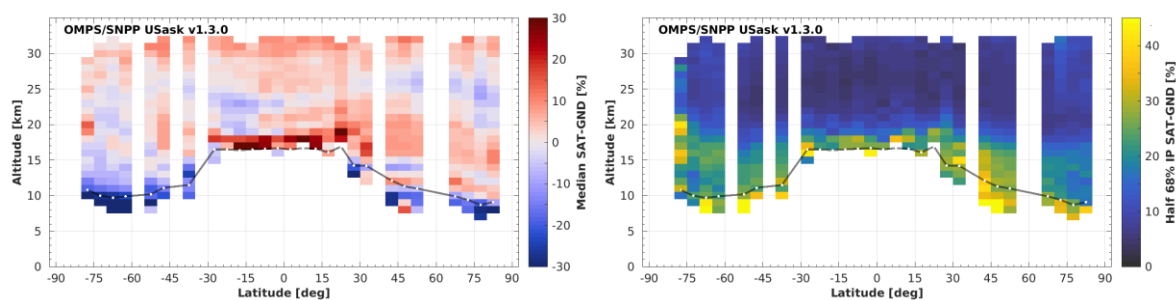 OMPS/SNPP USask v1.3.0
Altitude [km]
30
25
20
15
10
5
0
-90 -75 -60 -45 -30 -15 0 15 30 45 60 75 90
Latitude [deg]
30
20
10
0
-10
-20
-30
Median SAT-GND [%]
OMPS/SNPP USask v1.3.0
Altitude [km]
30
25
20
15
10
5
0
-90 -75 -60 -45 -30 -15 0 15 30 45 60 75 90
Latitude [deg]
40
30
20
10
0
Half 68% IP SAT-GND [%]